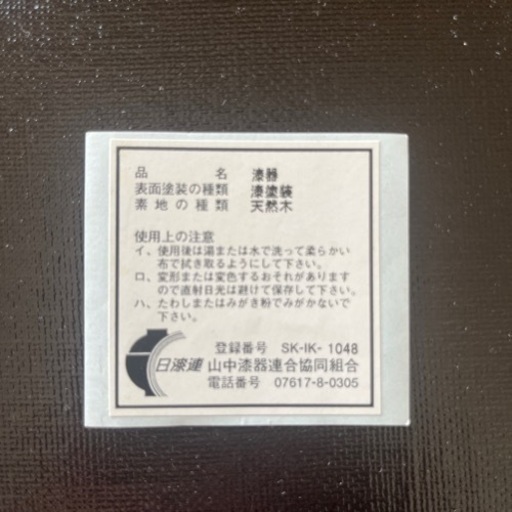 品名 漆器
表面塗装の種類 漆塗装
素地の種類 天然木
使用上の注意
イ、使用後は湯または水で洗って柔らかい
布で拭き取るようにして下さい。
ロ、変形または変色するおそれがあります
ので直射日光は避けて保存して下さい。
ハ、たわしまたはみがき粉でみがかないで
下さい。
登録番号 SK-IK- 1048
日漆連 山中漆器連合協同組合
電話番号 07617-8-0305